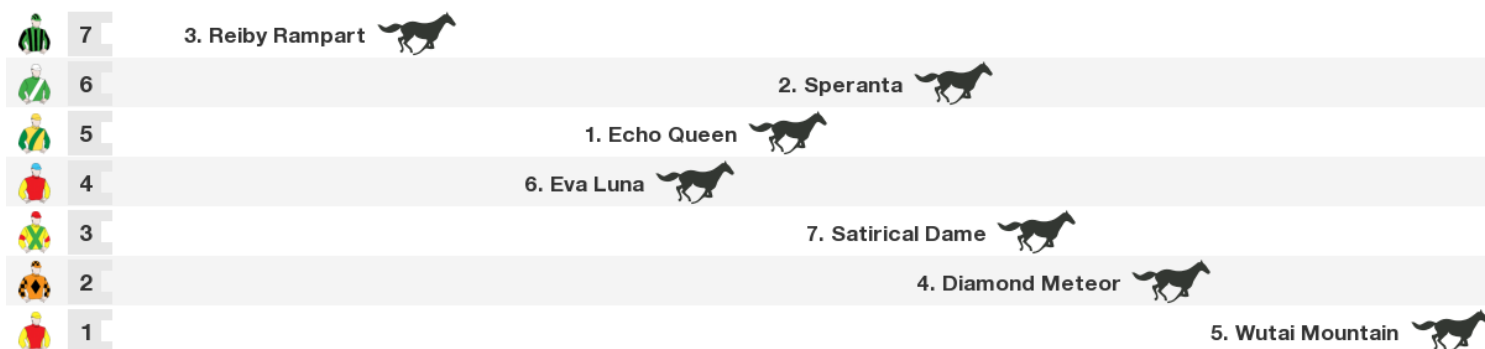 7 3. Reiby Rampart
6 2. Speranta
5 1. Echo Queen
4 6. Eva Luna
3 7. Satirical Dame
2 4. Diamond Meteor
1 5. Wutai Mountain